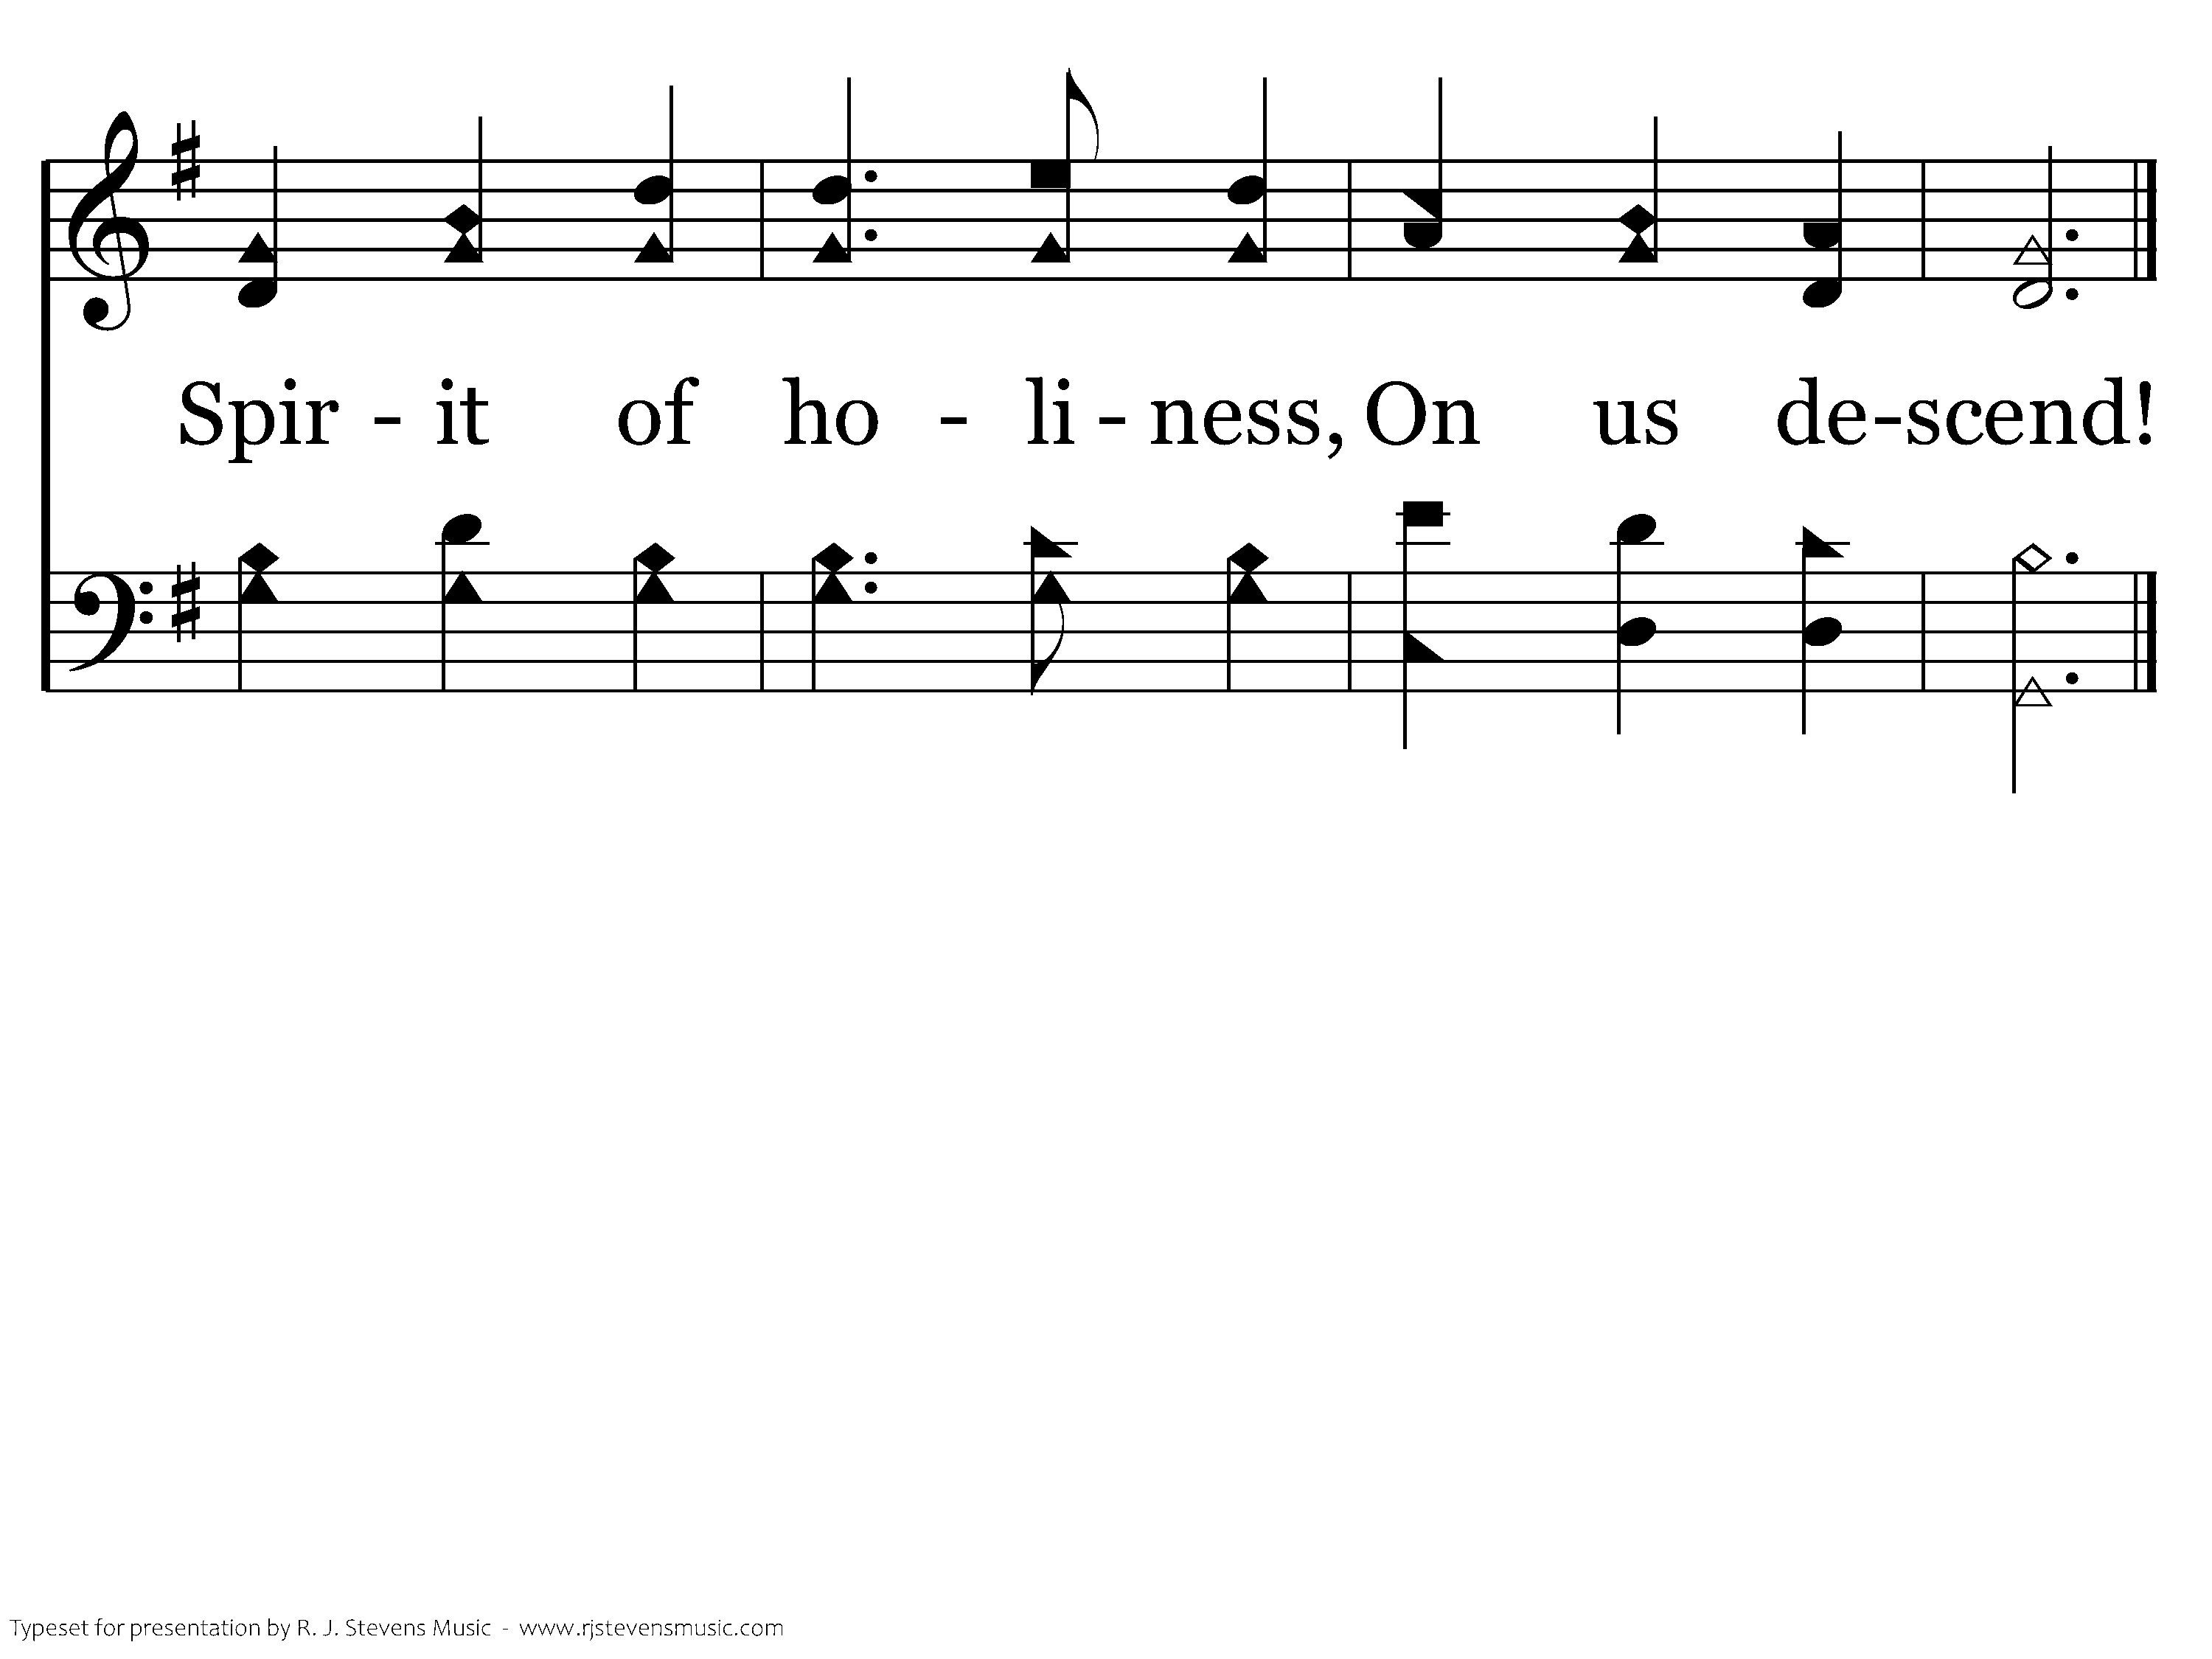 Spir - it of ho - li - ness, On us de-scend!
Typeset for presentation by R. J. Stevens Music - www.rjstevensmusic.com